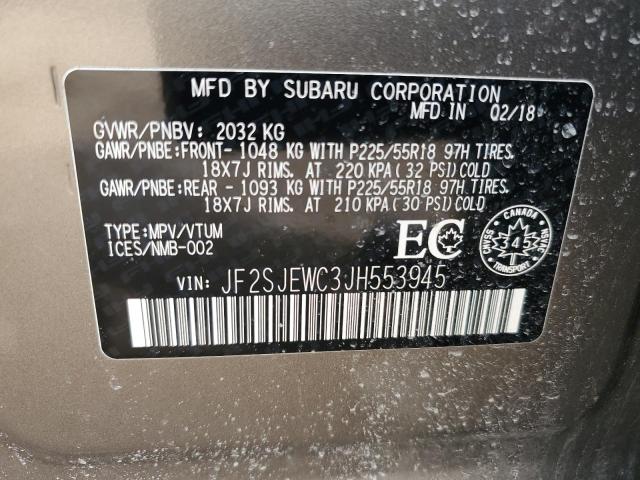 MFD BY SUBARU CORPORATION
MFD IN 02/18
GVWR/PNBV: 2032 KG
GAWR/PNBE:FRONT- 1048 KG WITH P225/55R18 97H TIRES.
18X7J RIMS. AT 220 KPA(32 PSI)COLD
GAWR/PNBE:REAR - 1093 KG WITH P225/55R18 97H TIRES.
18X7J RIMS. AT 210 KPA(30 PSI)COLD
TYPE:MPV/VTUM
ICES/NMB-002
EC
CANADA
CMVSS
NSVAC
345
VIN: JF2SJEWC3JH553945